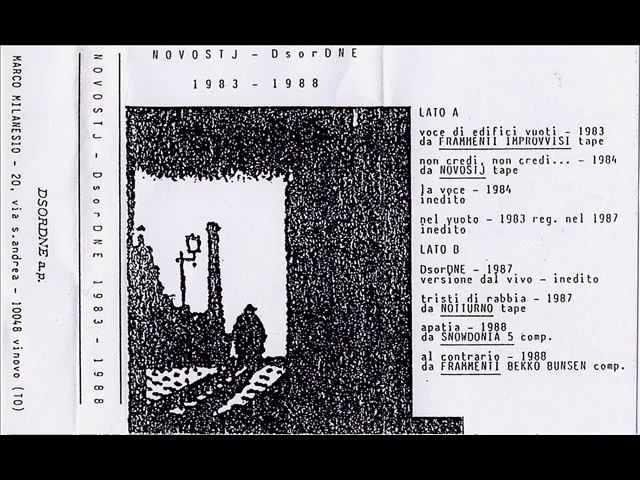 MARCO MILANESIO - 20, via s.andrea - 10048 vinovo (TO)
DSORDNE a.p.
NOVOSTJ - DsorDNE 1983 - 1988
NOVOSTJ - DsorDNE
1983 - 1988
LATO A
voce di edifici vuoti - 1983
da FRAMMENTI IMPROVVISI tape
non credi, non credi... - 1984
da NOVOSTJ tape
la voce - 1984
inedito
nel vuoto - 1983 reg. nel 1987
inedito
LATO B
DsorDNE - 1987
versione dal vivo - inedito
tristi di rabbia - 1987
da NOTTURNO tape
apatia - 1988
da SNOWDONIA 5 comp.
al contrario - 1988
da FRAMMENTI BEKKO BUNSEN comp.